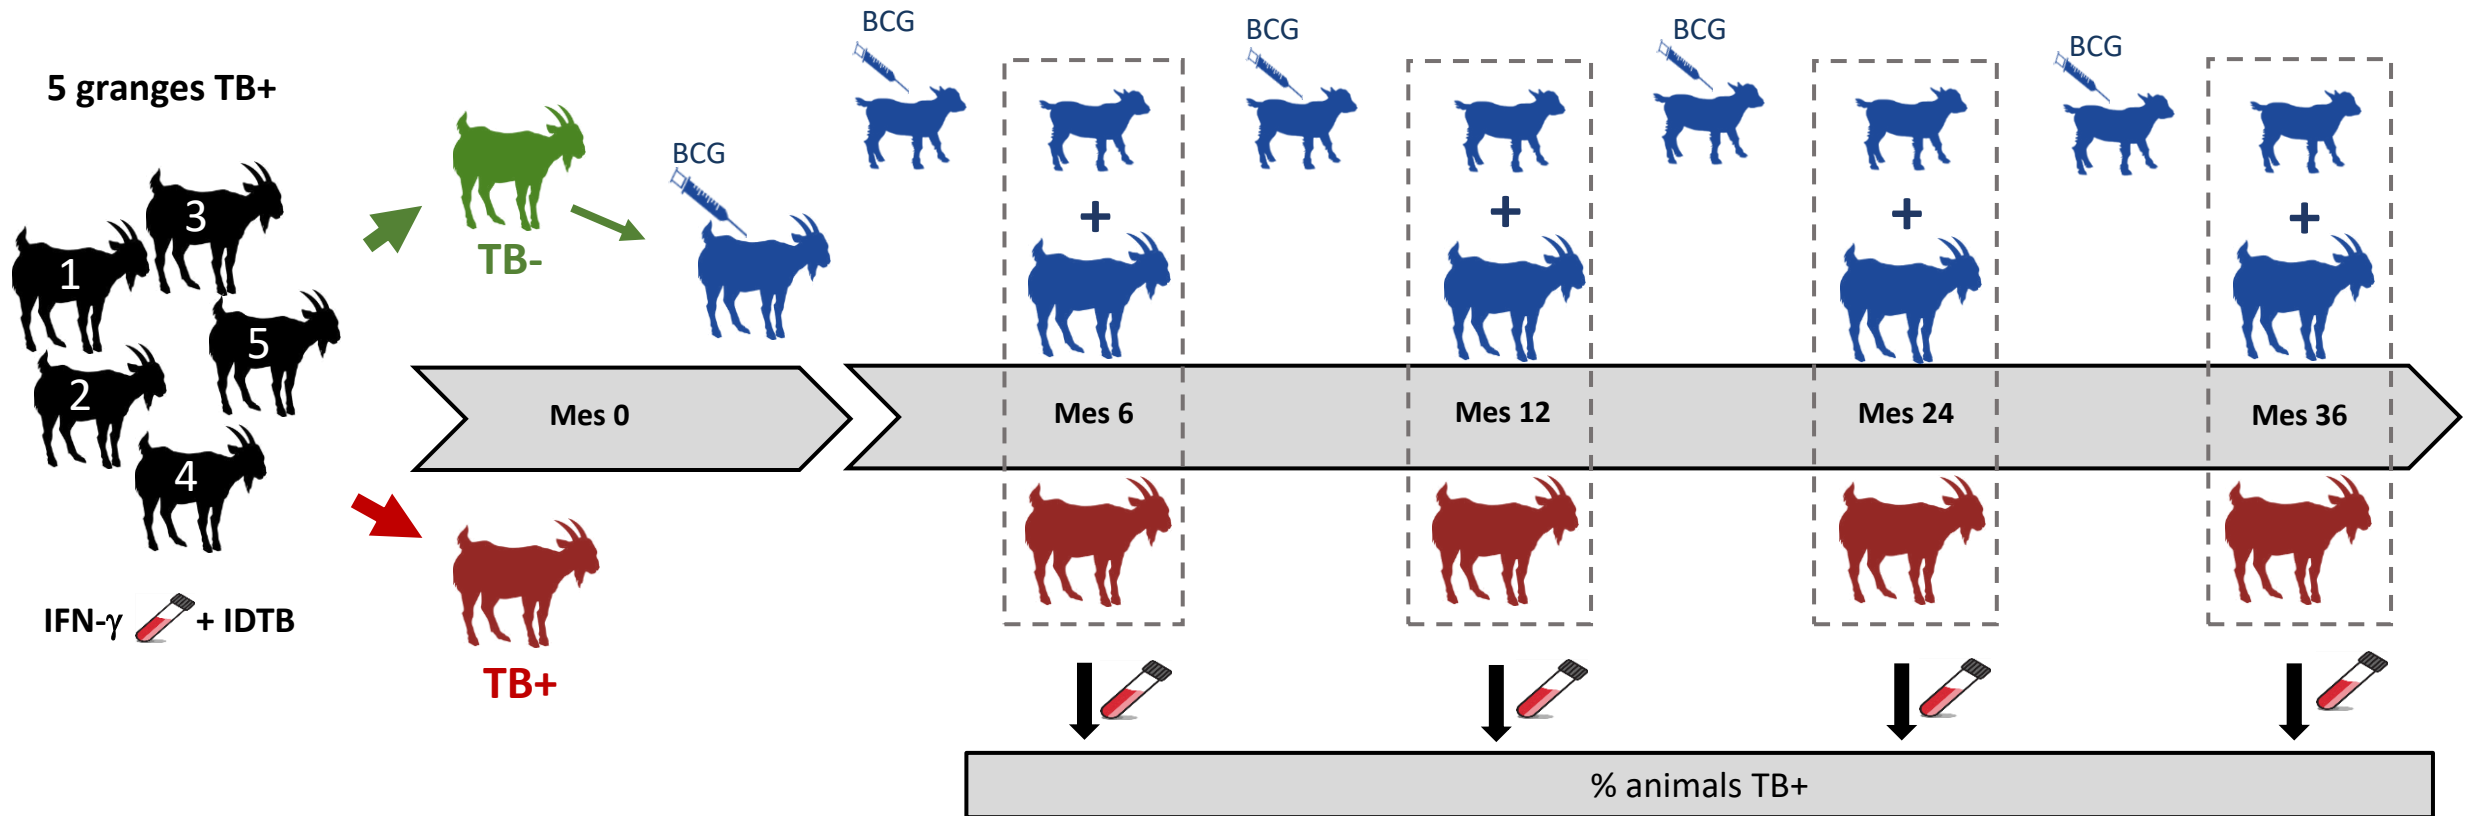 5 granges TB+
3
1
5
2
4
IFN-γ + IDTB
TB-
TB+
BCG
BCG
BCG
BCG
BCG
+
+
+
+
Mes 0
Mes 6
Mes 12
Mes 24
Mes 36
% animals TB+